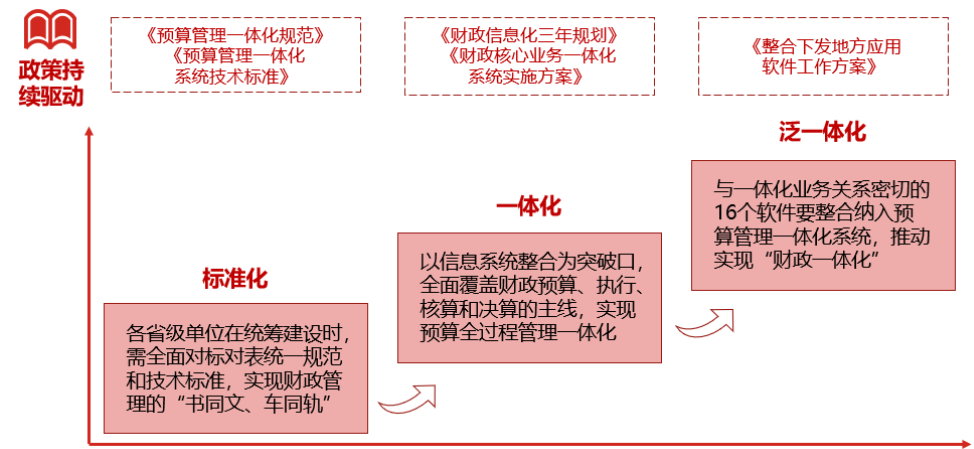 政策持
续驱动
《预算管理一体化规范》
《预算管理一体化
系统技术标准》
《财政信息化三年规划》
《财政核心业务一体化
系统实施方案》
《整合下发地方应用
软件工作方案》
泛一体化
与一体化业务关系密切的
16个软件要整合纳入预
算管理一体化系统，推动
实现“财政一体化”
一体化
以信息系统整合为突破口，
全面覆盖财政预算、执行、
核算和决算的主线，实现
预算全过程管理一体化
标准化
各省级单位在统筹建设时，
需全面对标对表统一规范
和技术标准，实现财政管
理的“书同文、车同轨”